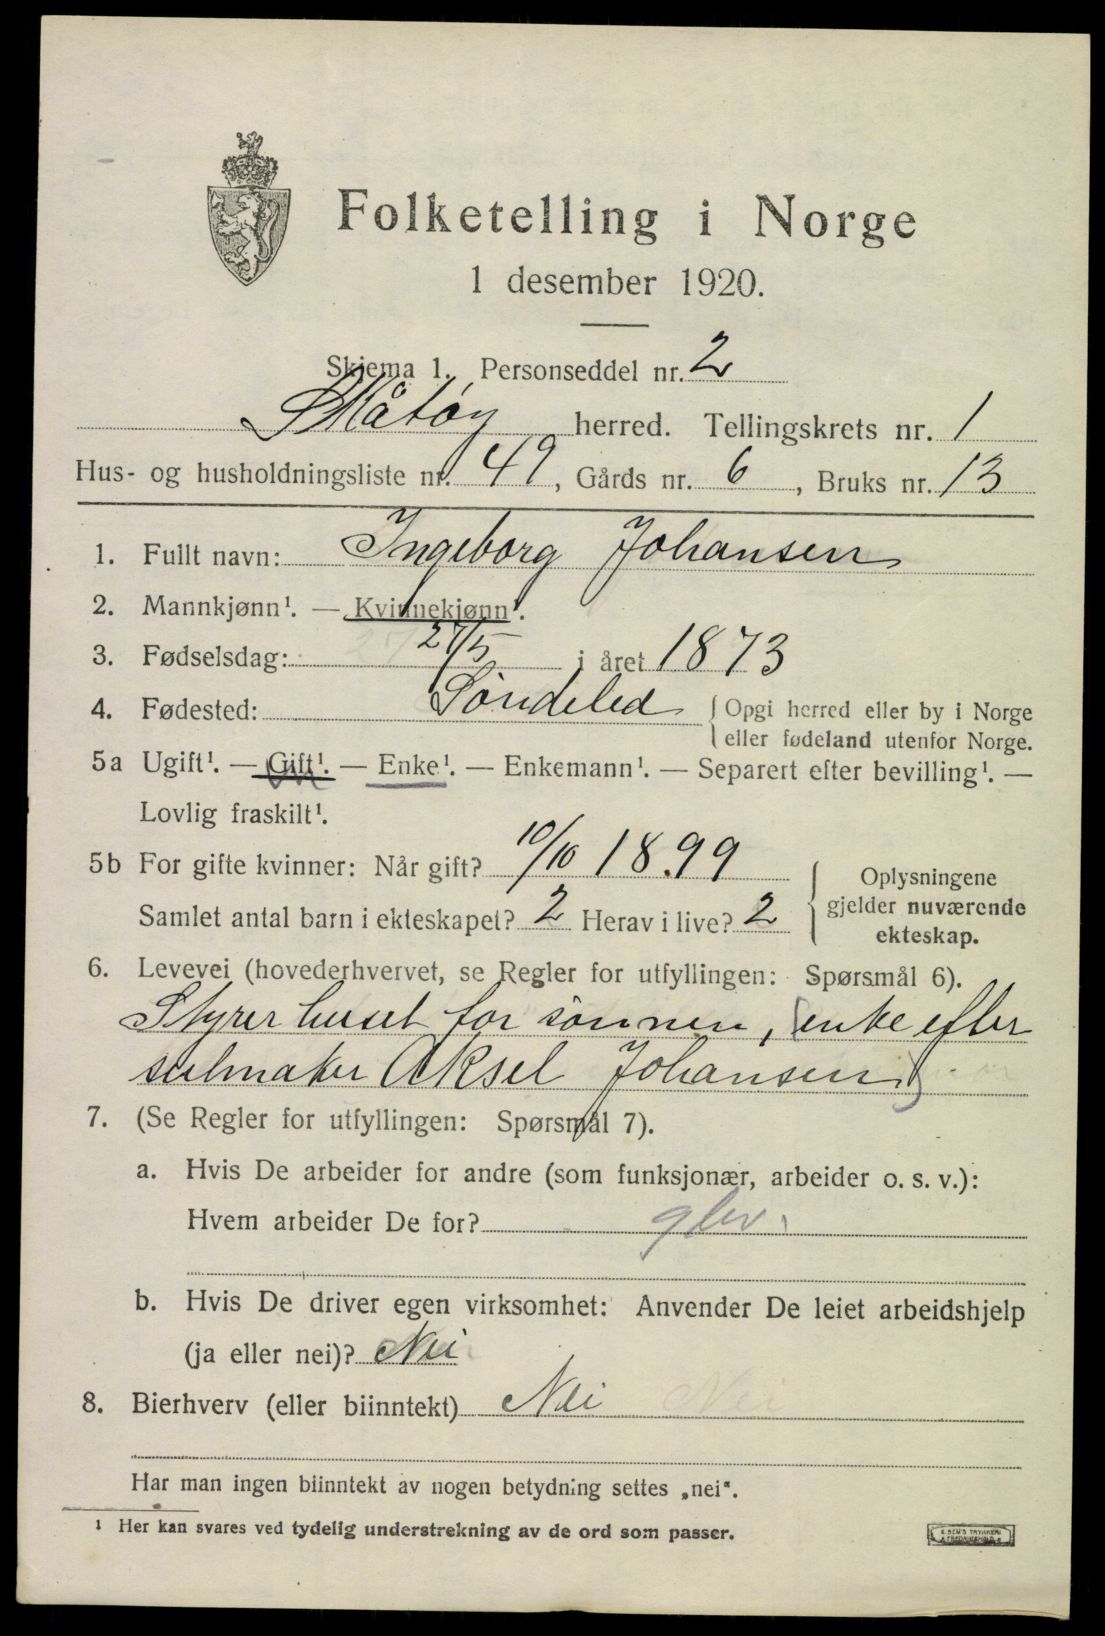 Folketelling i Norge
1 desember 1920.
Skjema 1. Personseddel nr. 2
Skåtøy herred. Tellingskrets nr. 1
Hus- og husholdningsliste nr. 49, Gårds nr. 6, Bruks nr. 13
1. Fullt navn: Ingeborg Johansen
2. Mannkjønn¹. — Kvinnekjønn¹.
3. Fødselsdag: 27/5 i året 1873
4. Fødested: Søndeled { Opgi herred eller by i Norge
eller fødeland utenfor Norge.
5a Ugift¹. — Gift¹. — Enke¹. — Enkemann¹. — Separert efter bevilling¹. —
Lovlig fraskilt¹.
5b For gifte kvinner: Når gift? 10/10 1899
Samlet antal barn i ekteskapet? 2 Herav i live? 2
Oplysningene
gjelder nuværende
ekteskap.
6. Levevei (hovederhvervet, se Regler for utfyllingen: Spørsmål 6).
Styrer huset for sønnen, (enke efter
seilmaker Aksel Johansen)
7. (Se Regler for utfyllingen: Spørsmål 7).
a. Hvis De arbeider for andre (som funksjonær, arbeider o. s. v.):
Hvem arbeider De for?
b. Hvis De driver egen virksomhet: Anvender De leiet arbeidshjelp
(ja eller nei)? Nei
8. Bierhverv (eller biinntekt) Nei Nei
Har man ingen biinntekt av nogen betydning settes „nei“.
¹ Her kan svares ved tydelig understrekning av de ord som passer.